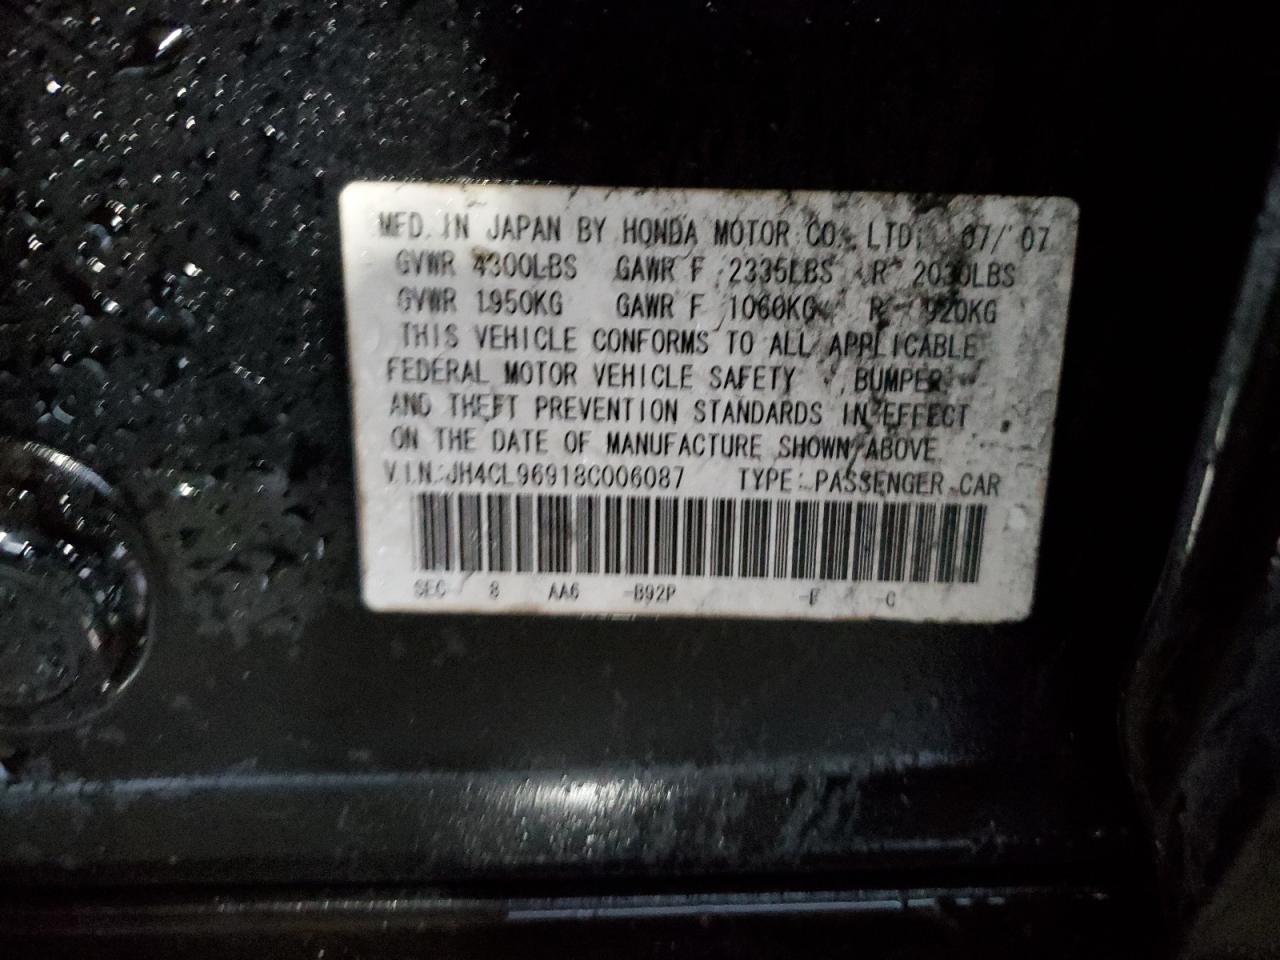 MFD. IN JAPAN BY HONDA MOTOR CO., LTD. 07/'07
GVWR 4300LBS GAWR F 2335LBS R 2030LBS
GVWR 1950KG GAWR F 1060KG R 920KG
THIS VEHICLE CONFORMS TO ALL APPLICABLE
FEDERAL MOTOR VEHICLE SAFETY, BUMPER,
AND THEFT PREVENTION STANDARDS IN EFFECT
ON THE DATE OF MANUFACTURE SHOWN ABOVE.
V.I.N.:JH4CL96918C006087 TYPE: PASSENGER CAR
SEC 8 AA6 -B92P -F -C